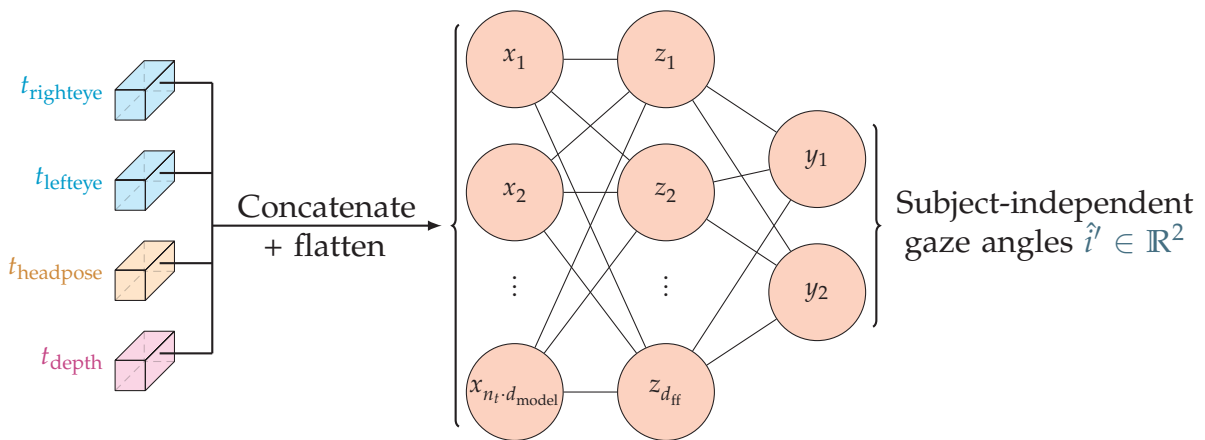 t_righteye
t_lefteye
t_headpose
t_depth
Concatenate
+ flatten
x_1
x_2
⋮
x_{n_t·d_model}
z_1
z_2
⋮
z_{d_ff}
y_1
y_2
Subject-independent
gaze angles î′ ∈ ℝ²